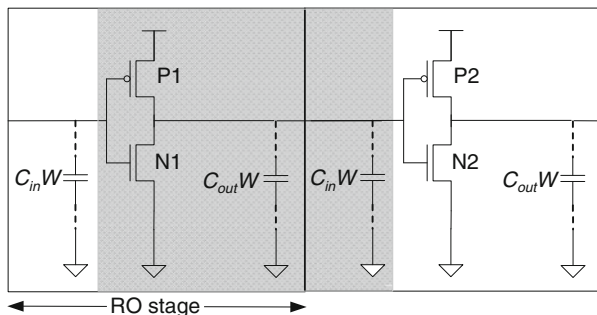 P1
P2
N1
N2
C_in W
C_out W
C_in W
C_out W
RO stage